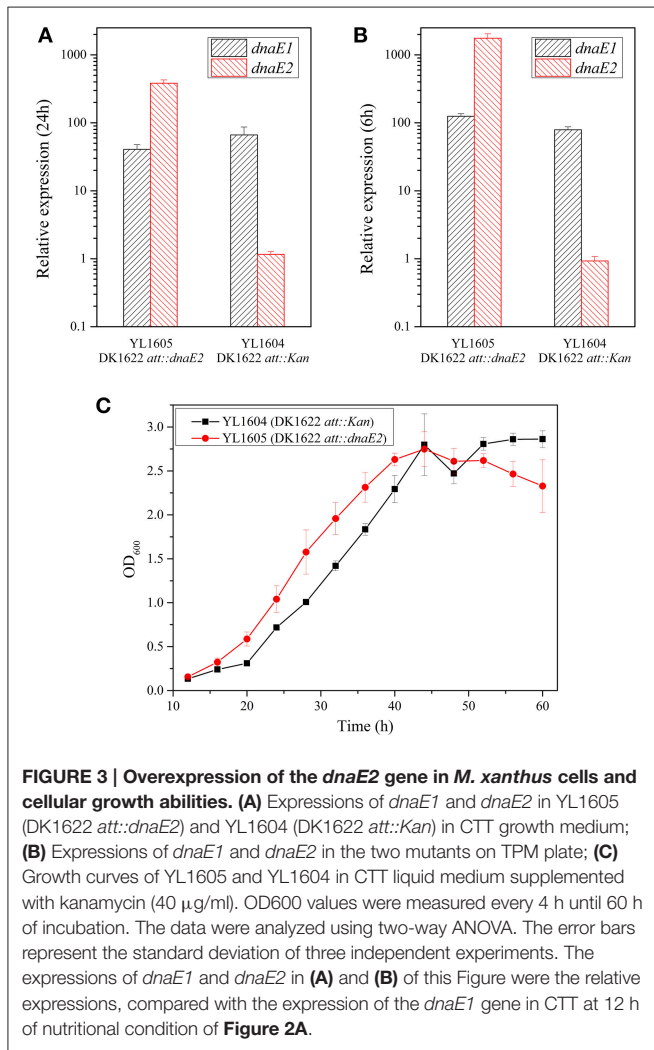 A
B
dnaE1
dnaE2
dnaE1
dnaE2
Relative expression (24h)
1000
100
10
1
0.1
Relative expression (6h)
1000
100
10
1
0.1
YL1605
DK1622 att::dnaE2
YL1604
DK1622 att::Kan
YL1605
DK1622 att::dnaE2
YL1604
DK1622 att::Kan
C
YL1604 (DK1622 att::Kan)
YL1605 (DK1622 att::dnaE2)
OD600
3.0
2.5
2.0
1.5
1.0
0.5
0.0
10 20 30 40 50 60
Time (h)
FIGURE 3 | Overexpression of the dnaE2 gene in M. xanthus cells and
cellular growth abilities. (A) Expressions of dnaE1 and dnaE2 in YL1605
(DK1622 att::dnaE2) and YL1604 (DK1622 att::Kan) in CTT growth medium;
(B) Expressions of dnaE1 and dnaE2 in the two mutants on TPM plate; (C)
Growth curves of YL1605 and YL1604 in CTT liquid medium supplemented
with kanamycin (40 μg/ml). OD600 values were measured every 4 h until 60 h
of incubation. The data were analyzed using two-way ANOVA. The error bars
represent the standard deviation of three independent experiments. The
expressions of dnaE1 and dnaE2 in (A) and (B) of this Figure were the relative
expressions, compared with the expression of the dnaE1 gene in CTT at 12 h
of nutritional condition of Figure 2A.